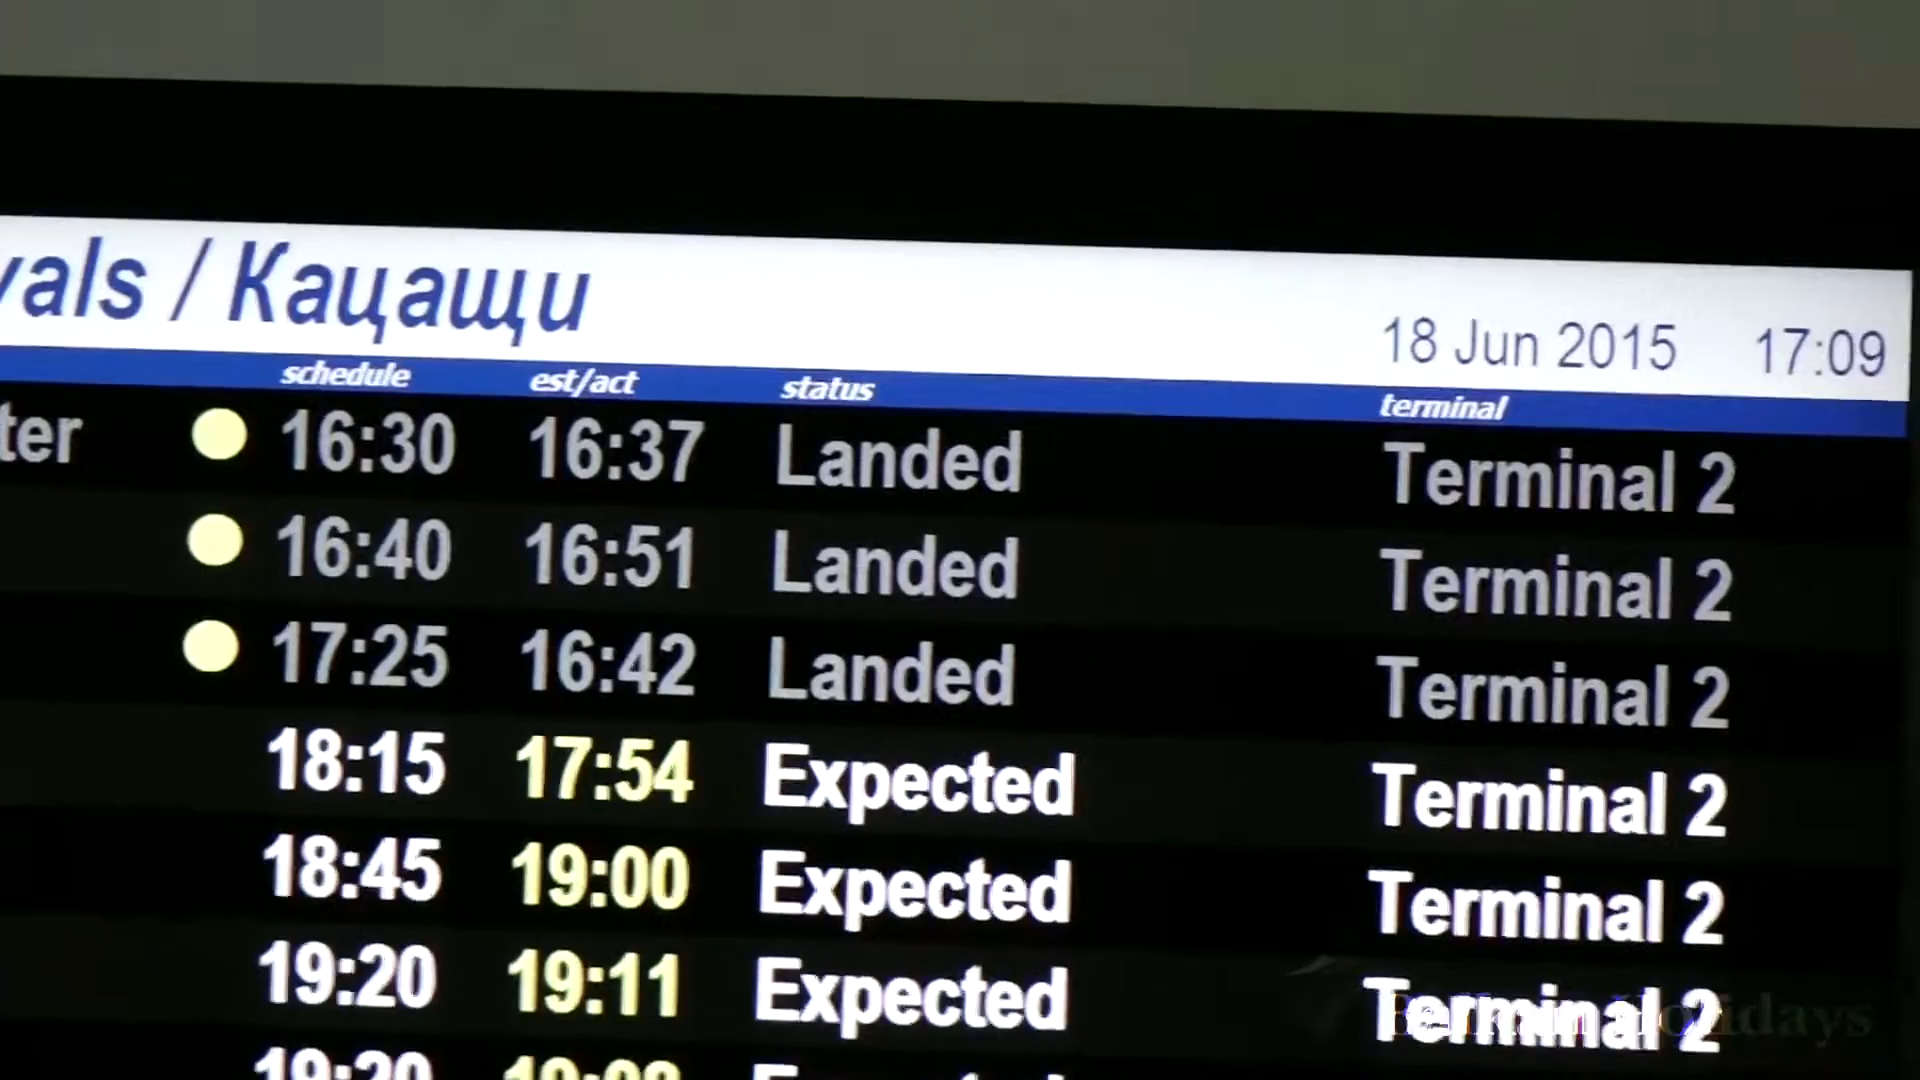 vals / Кацащи 18 Jun 2015 17:09
schedule est/act status terminal
ter 16:30 16:37 Landed Terminal 2
16:40 16:51 Landed Terminal 2
17:25 16:42 Landed Terminal 2
18:15 17:54 Expected Terminal 2
18:45 19:00 Expected Terminal 2
19:20 19:11 Expected Terminal 2